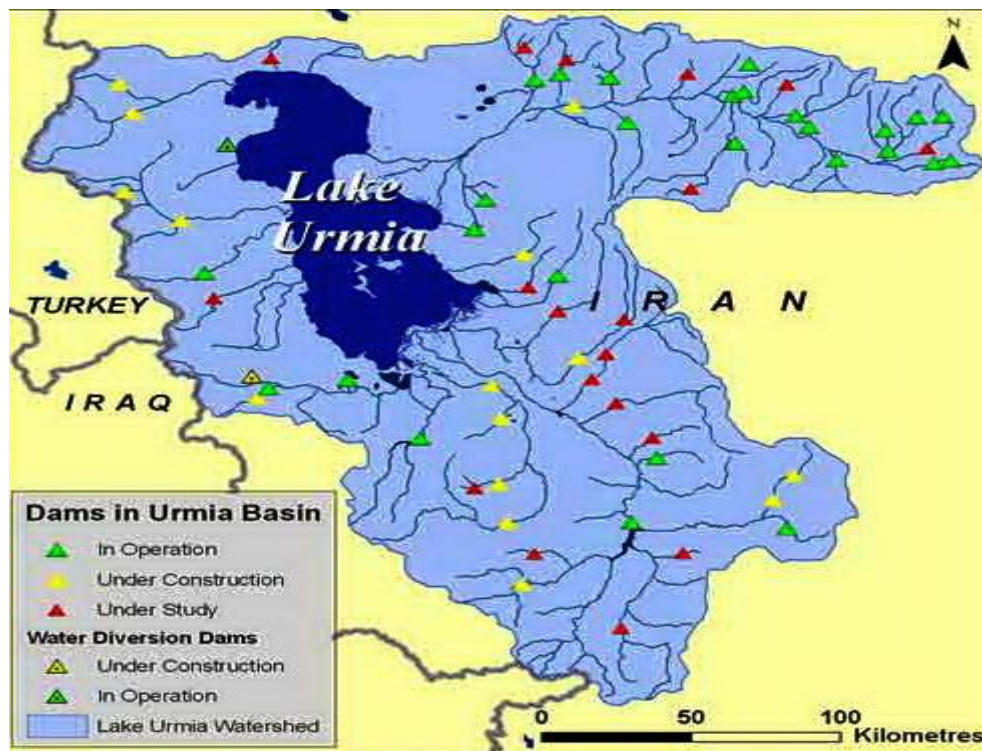 N
Lake
Urmia
TURKEY
I R A N
IRAQ
Dams in Urmia Basin
In Operation
Under Construction
Under Study
Water Diversion Dams
Under Construction
In Operation
Lake Urmia Watershed
0 50 100
Kilometres